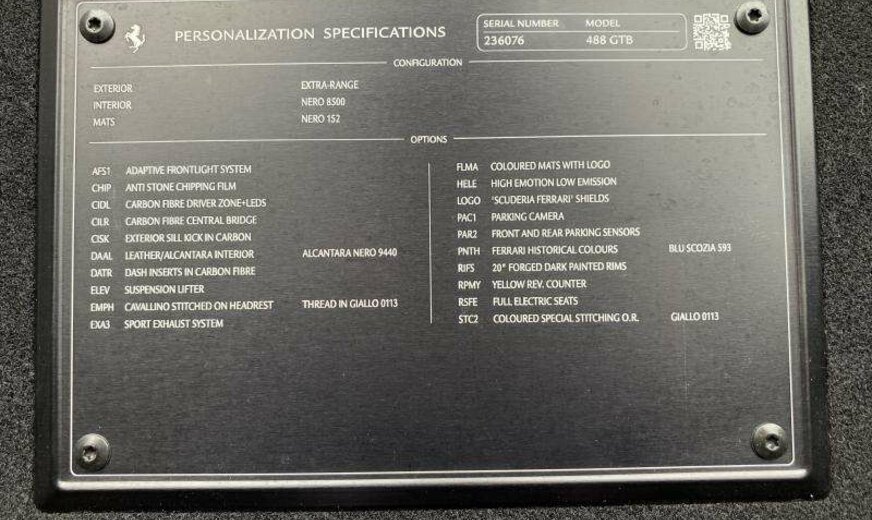 PERSONALIZATION SPECIFICATIONS
SERIAL NUMBER MODEL
236076 488 GTB
CONFIGURATION
EXTERIOR EXTRA-RANGE
INTERIOR NERO 8500
MATS NERO 152
OPTIONS
AFS1 ADAPTIVE FRONTLIGHT SYSTEM
CHIP ANTI STONE CHIPPING FILM
CIDL CARBON FIBRE DRIVER ZONE+LEDS
CILR CARBON FIBRE CENTRAL BRIDGE
CISK EXTERIOR SILL KICK IN CARBON
DAAL LEATHER/ALCANTARA INTERIOR ALCANTARA NERO 9440
DATR DASH INSERTS IN CARBON FIBRE
ELEV SUSPENSION LIFTER
EMPH CAVALLINO STITCHED ON HEADREST THREAD IN GIALLO 0113
EXA3 SPORT EXHAUST SYSTEM
FLMA COLOURED MATS WITH LOGO
HELE HIGH EMOTION LOW EMISSION
LOGO 'SCUDERIA FERRARI' SHIELDS
PAC1 PARKING CAMERA
PAR2 FRONT AND REAR PARKING SENSORS
PNTH FERRARI HISTORICAL COLOURS BLU SCOZIA 593
RIFS 20" FORGED DARK PAINTED RIMS
RPMY YELLOW REV. COUNTER
RSFE FULL ELECTRIC SEATS
STC2 COLOURED SPECIAL STITCHING O.R. GIALLO 0113